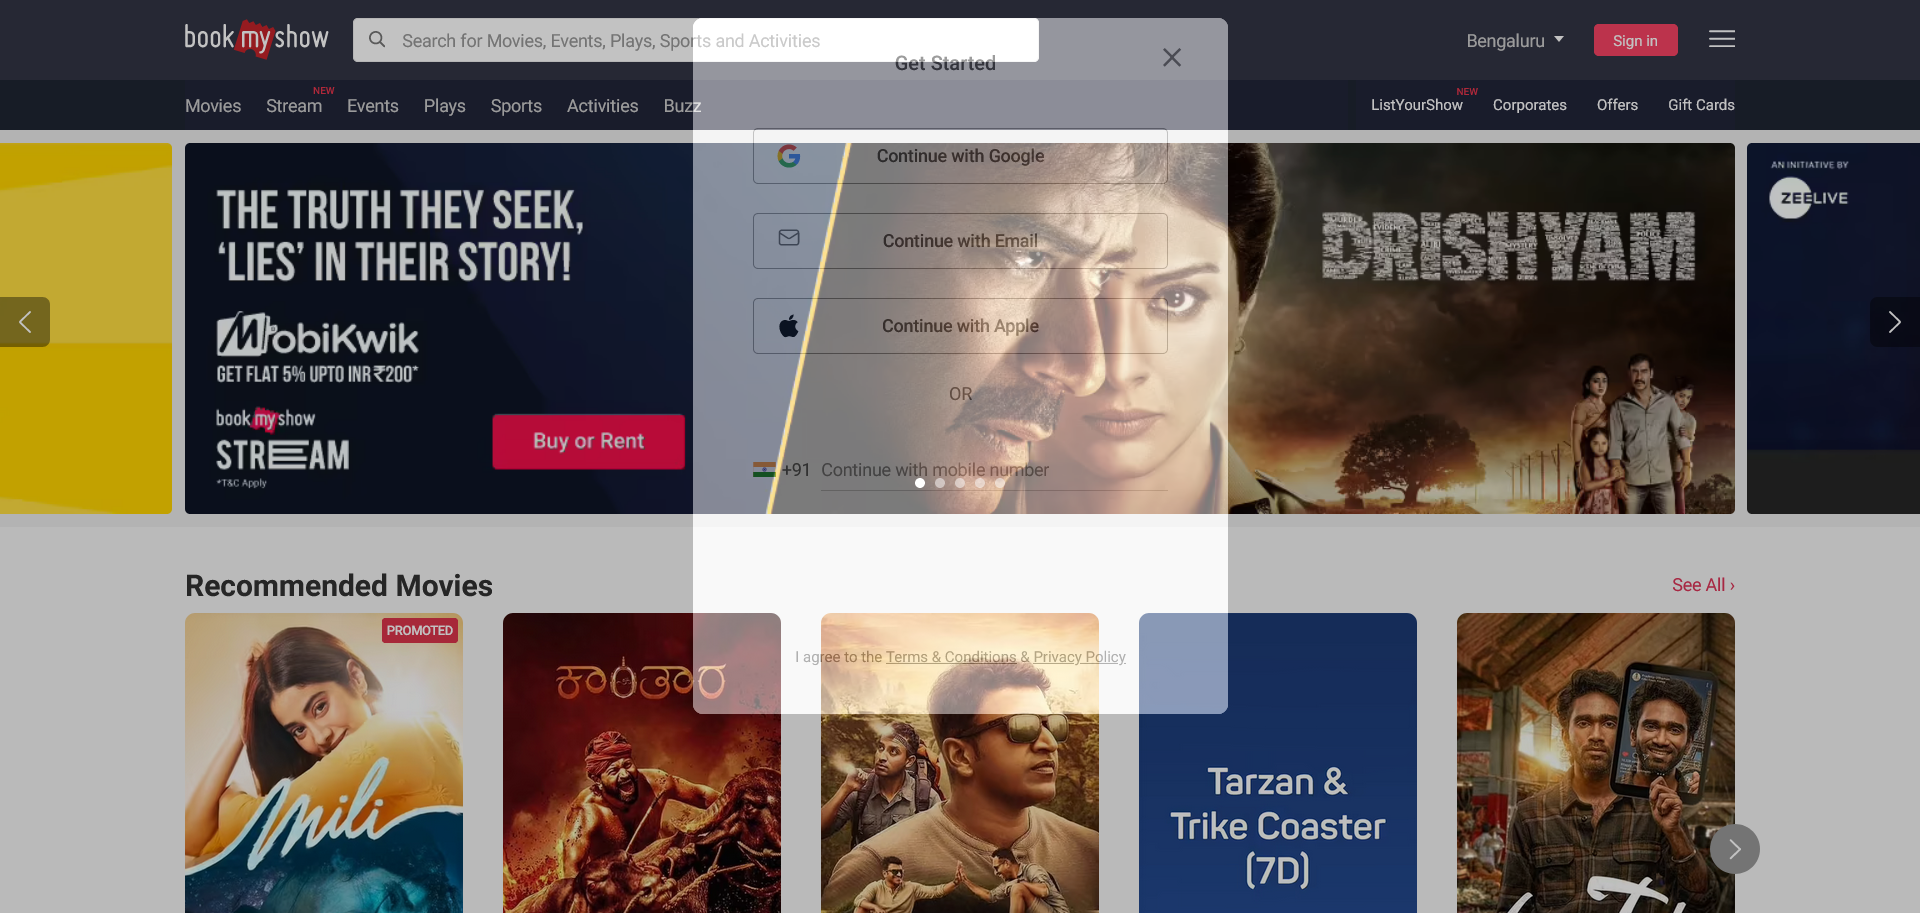 book my show
Search for Movies, Events, Plays, Sports and Activities
Bengaluru
Sign in
Get Started
Movies
Stream
NEW
Events
Plays
Sports
Activities
Buzz
ListYourShow
NEW
Corporates
Offers
Gift Cards
THE TRUTH THEY SEEK,
‘LIES’ IN THEIR STORY!
MobiKwik
GET FLAT 5% UPTO INR ₹200*
book my show
STREAM
*T&C Apply
Buy or Rent
Continue with Google
Continue with Email
Continue with Apple
OR
+91 Continue with mobile number
DRISHYAM
AN INITIATIVE BY
ZEE LIVE
Recommended Movies
See All ›
I agree to the Terms & Conditions & Privacy Policy
PROMOTED
Mili
ಕಾಂತಾರ
Tarzan &
Trike Coaster
(7D)